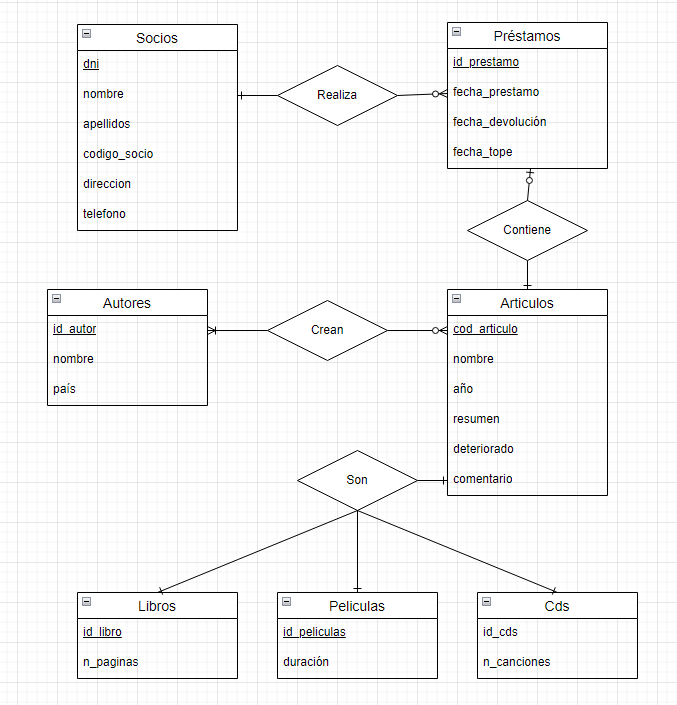 Socios
dni
nombre
apellidos
codigo_socio
direccion
telefono
Realiza
Préstamos
id_prestamo
fecha_prestamo
fecha_devolución
fecha_tope
Contiene
Autores
id_autor
nombre
país
Crean
Articulos
cod_articulo
nombre
año
resumen
deteriorado
comentario
Son
Libros
id_libro
n_paginas
Peliculas
id_peliculas
duración
Cds
id_cds
n_canciones